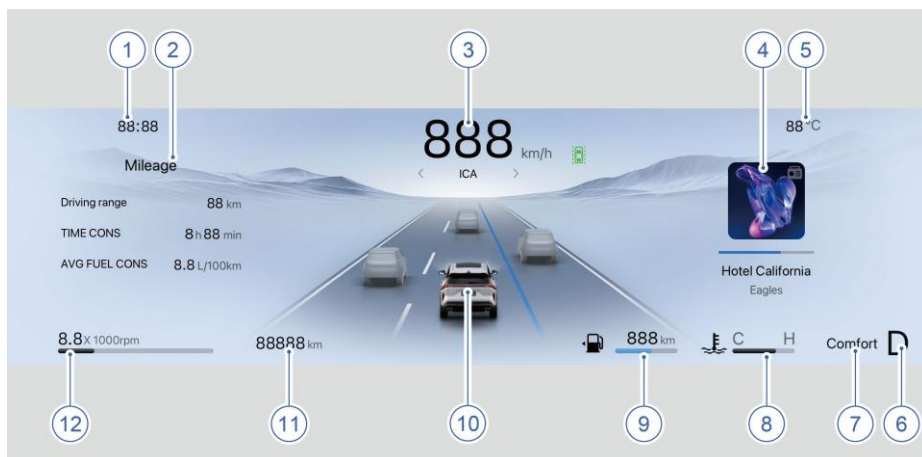 1 2 3 4 5
88:88 888 km/h 88 °C
Mileage
ICA
Driving range 88 km
TIME CONS 8 h 88 min
AVG FUEL CONS 8.8 L/100km
Hotel California
Eagles
8.8 X 1000rpm 88888 km 888 km C H Comfort D
12 11 10 9 8 7 6